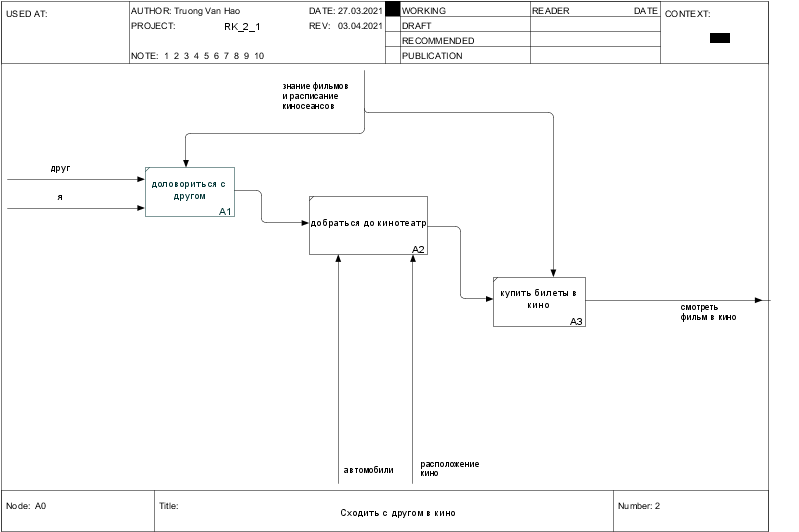 USED AT:
AUTHOR: Truong Van Hao
DATE: 27.03.2021
WORKING
READER
DATE
CONTEXT:
PROJECT:
RK_2_1
REV: 03.04.2021
DRAFT
RECOMMENDED
NOTE: 1 2 3 4 5 6 7 8 9 10
PUBLICATION
знание фильмов
и расписание
киносеансов
друг
я
доловориться с
другом
A1
добраться до кинотеатр
A2
купить билеты в
кино
A3
смотреть
фильм в кино
автомобили
расположение
кино
Node: A0
Title:
Сходить с другом в кино
Number: 2